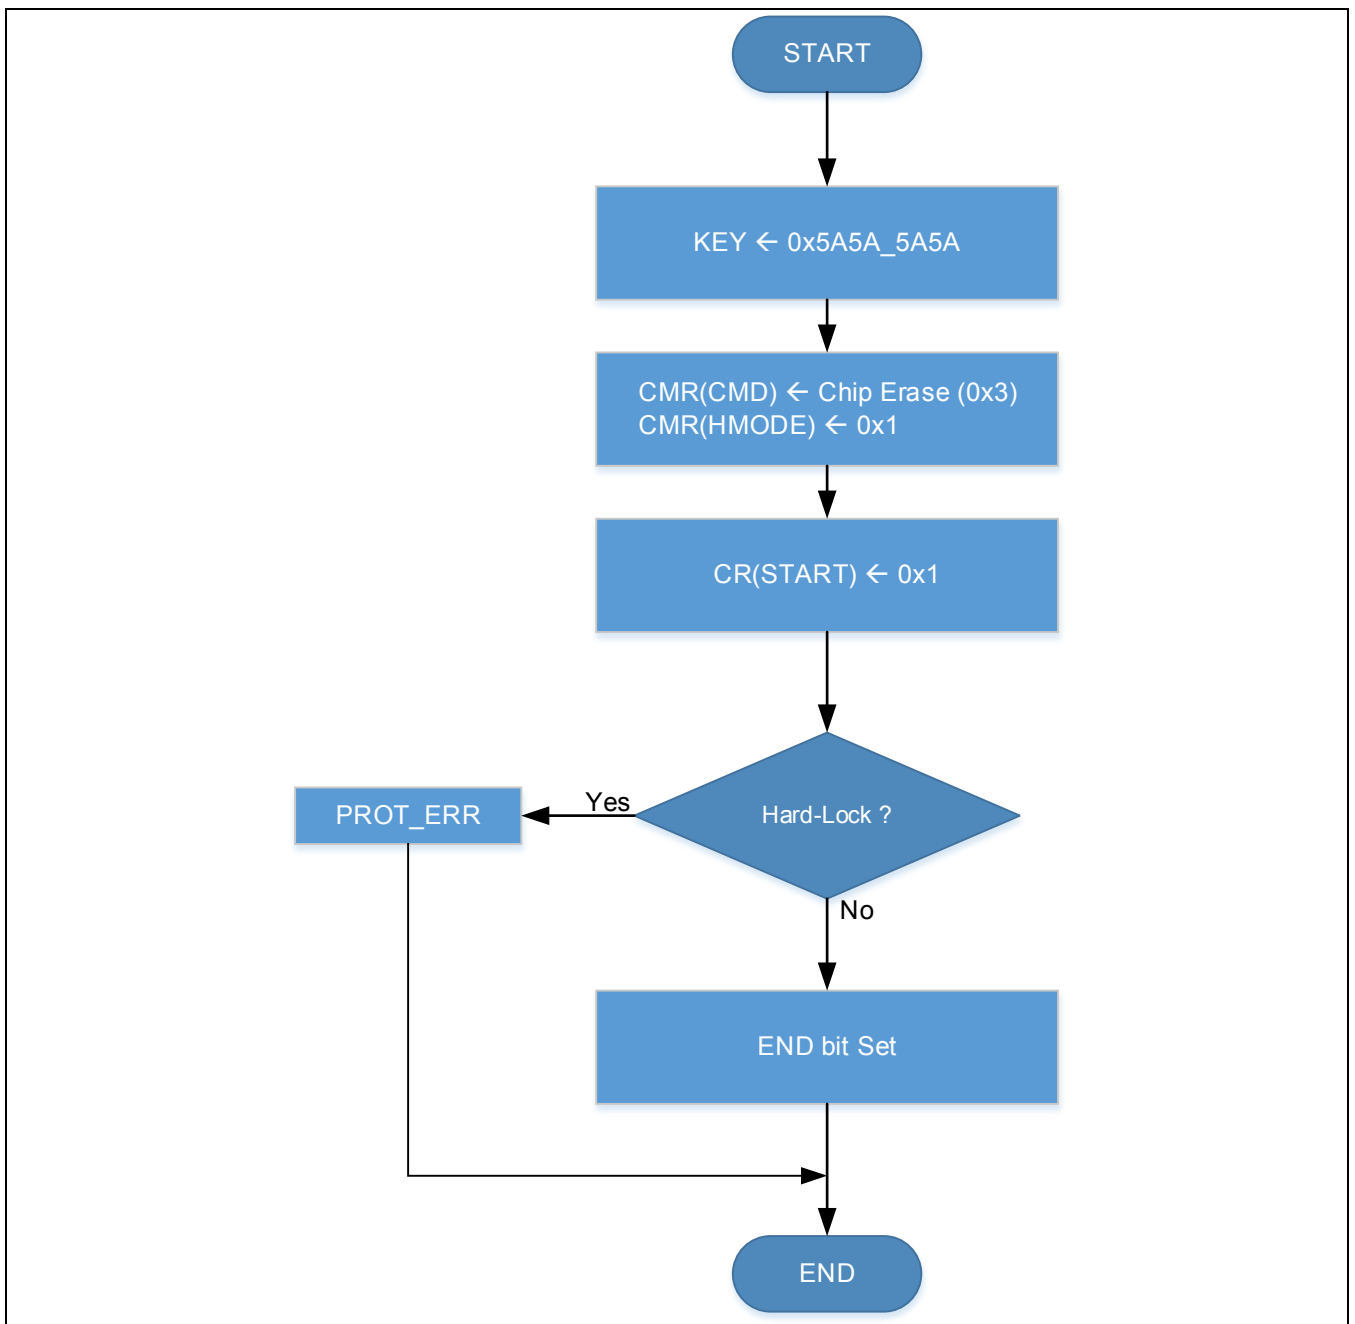 START
KEY ← 0x5A5A_5A5A
CMR(CMD) ← Chip Erase (0x3)
CMR(HMODE) ← 0x1
CR(START) ← 0x1
Hard-Lock ?
Yes
PROT_ERR
No
END bit Set
END